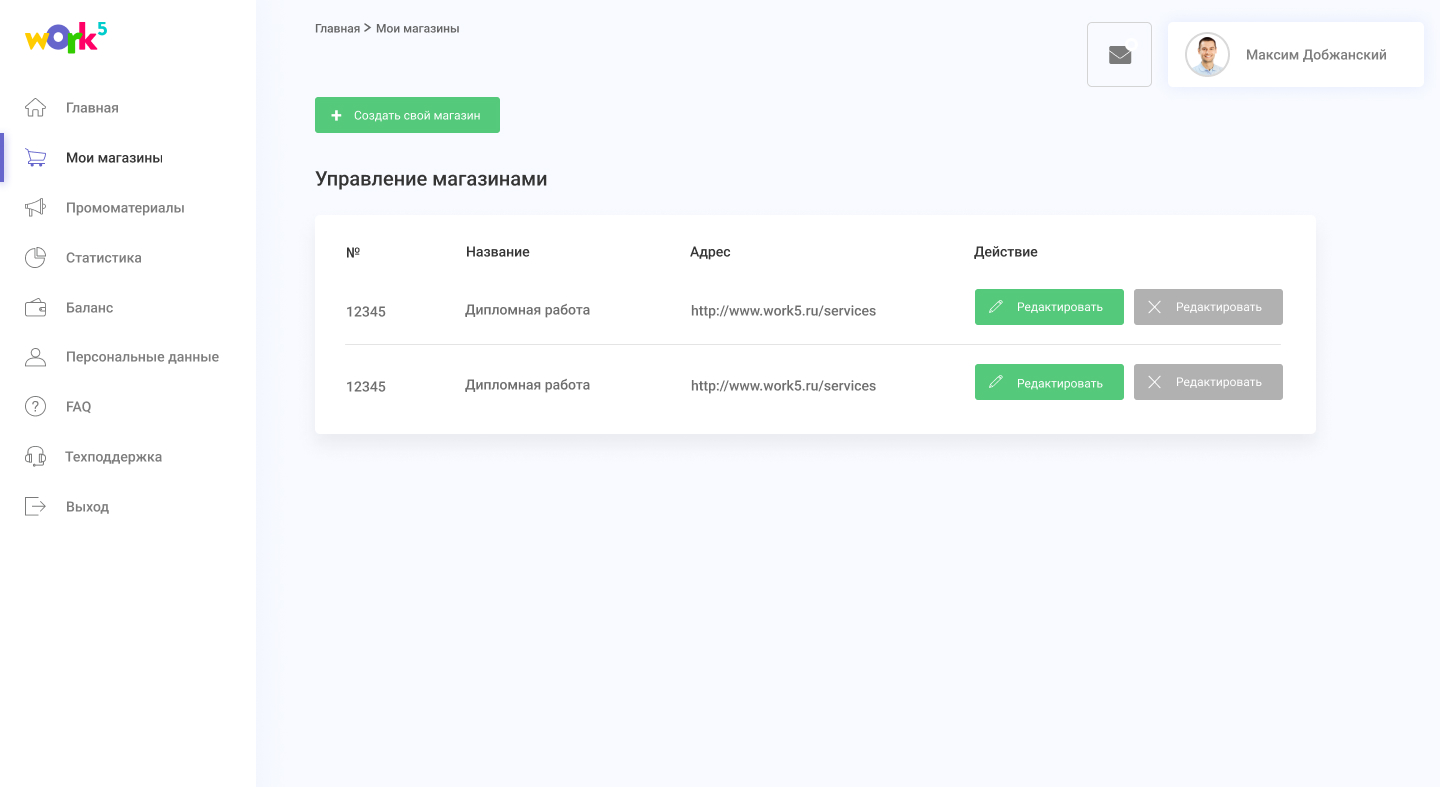 work5
Главная > Мои магазины
Максим Добжанский
Главная
Мои магазины
Промоматериалы
Статистика
Баланс
Персональные данные
FAQ
Техподдержка
Выход
+ Создать свой магазин
Управление магазинами
№ Название Адрес Действие
12345 Дипломная работа http://www.work5.ru/services Редактировать Редактировать
12345 Дипломная работа http://www.work5.ru/services Редактировать Редактировать